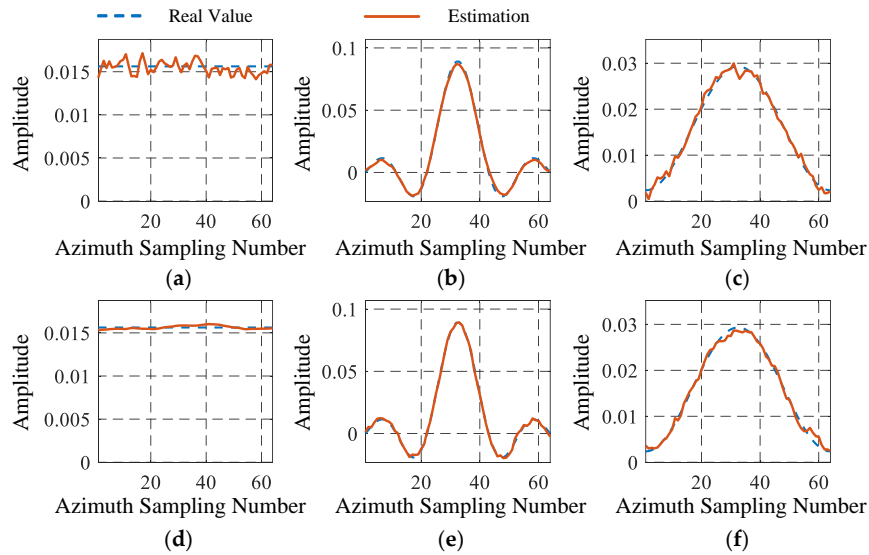 Real Value Estimation
0.015
0.01
0.005
0
20 40 60
Amplitude
Azimuth Sampling Number
(a)
0.1
0.05
0
20 40 60
Amplitude
Azimuth Sampling Number
(b)
0.03
0.02
0.01
0
20 40 60
Amplitude
Azimuth Sampling Number
(c)
0.015
0.01
0.005
0
20 40 60
Amplitude
Azimuth Sampling Number
(d)
0.1
0.05
0
20 40 60
Amplitude
Azimuth Sampling Number
(e)
0.03
0.02
0.01
0
20 40 60
Amplitude
Azimuth Sampling Number
(f)